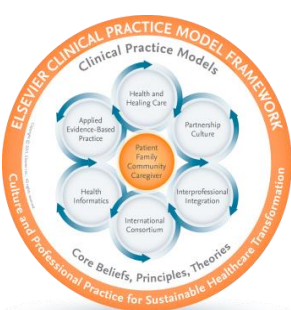 ELSEVIER CLINICAL PRACTICE MODEL FRAMEWORK
Clinical Practice Models
Health and
Healing Care
Applied
Evidence-Based
Practice
Partnership
Culture
Patient
Family
Community
Caregiver
Health
Informatics
Interprofessional
Integration
International
Consortium
Core Beliefs, Principles, Theories
Culture and Professional Practice for Sustainable Healthcare Transformation